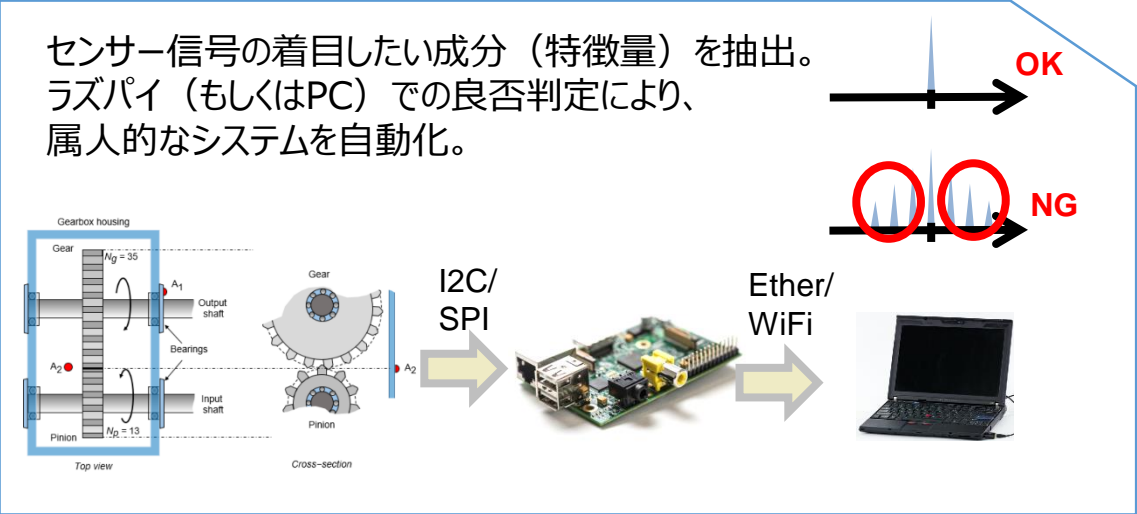 センサー信号の着目したい成分（特徴量）を抽出。
ラズパイ（もしくはPC）での良否判定により、
属人的なシステムを自動化。
OK
NG
Gearbox housing
Gear
Ng = 35
A1
Output
shaft
Bearings
A2
Input
shaft
Pinion
Np = 13
Top view
Gear
A2
Pinion
Cross-section
I2C/
SPI
Ether/
WiFi